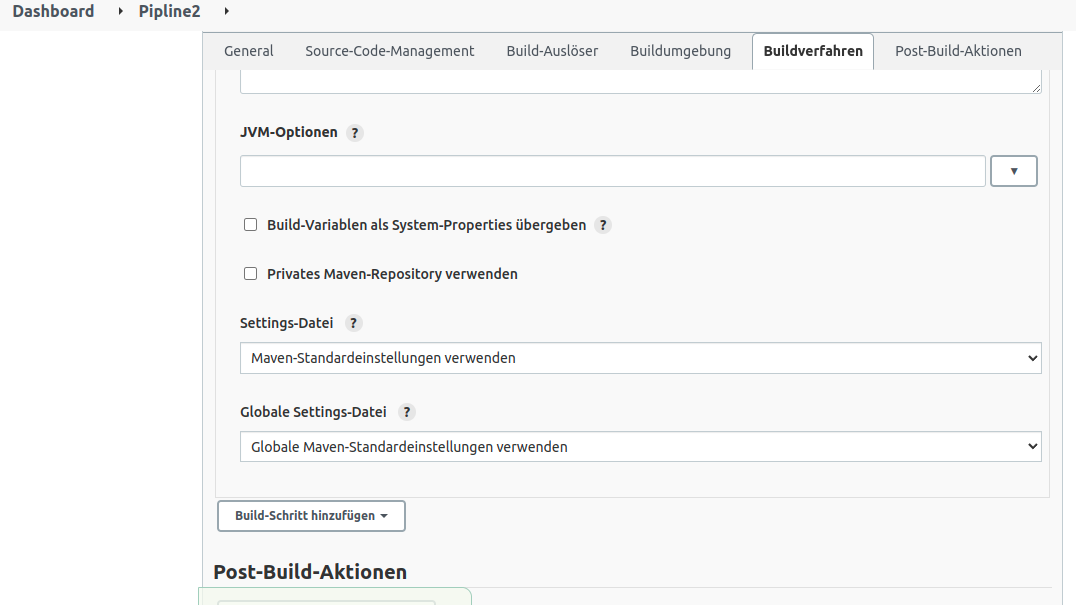 Dashboard Pipline2
General Source-Code-Management Build-Auslöser Buildumgebung Buildverfahren Post-Build-Aktionen
JVM-Optionen ?
Build-Variablen als System-Properties übergeben ?
Privates Maven-Repository verwenden
Settings-Datei ?
Maven-Standardeinstellungen verwenden
Globale Settings-Datei ?
Globale Maven-Standardeinstellungen verwenden
Build-Schritt hinzufügen
Post-Build-Aktionen